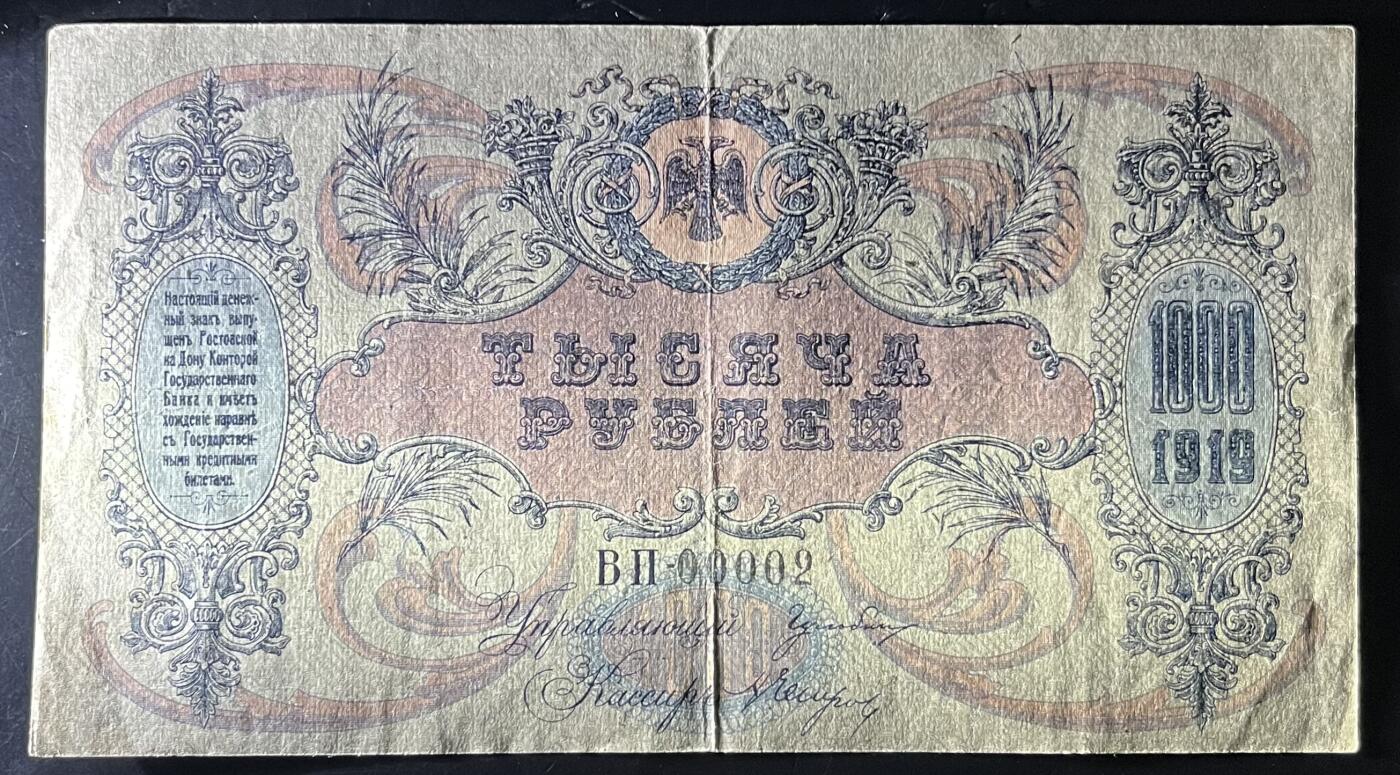 Настоящій денеж-
ный знакъ выпу-
щенъ Ростовской
на Дону Конторой
Государственнаго
Банка и имѣетъ
хожденіе наравнѣ
съ Государствен-
ными кредитными
билетами.
ТЫСЯЧА
РУБЛЕЙ
1000
1919
ВП-00002
Управляющій
Кассиръ